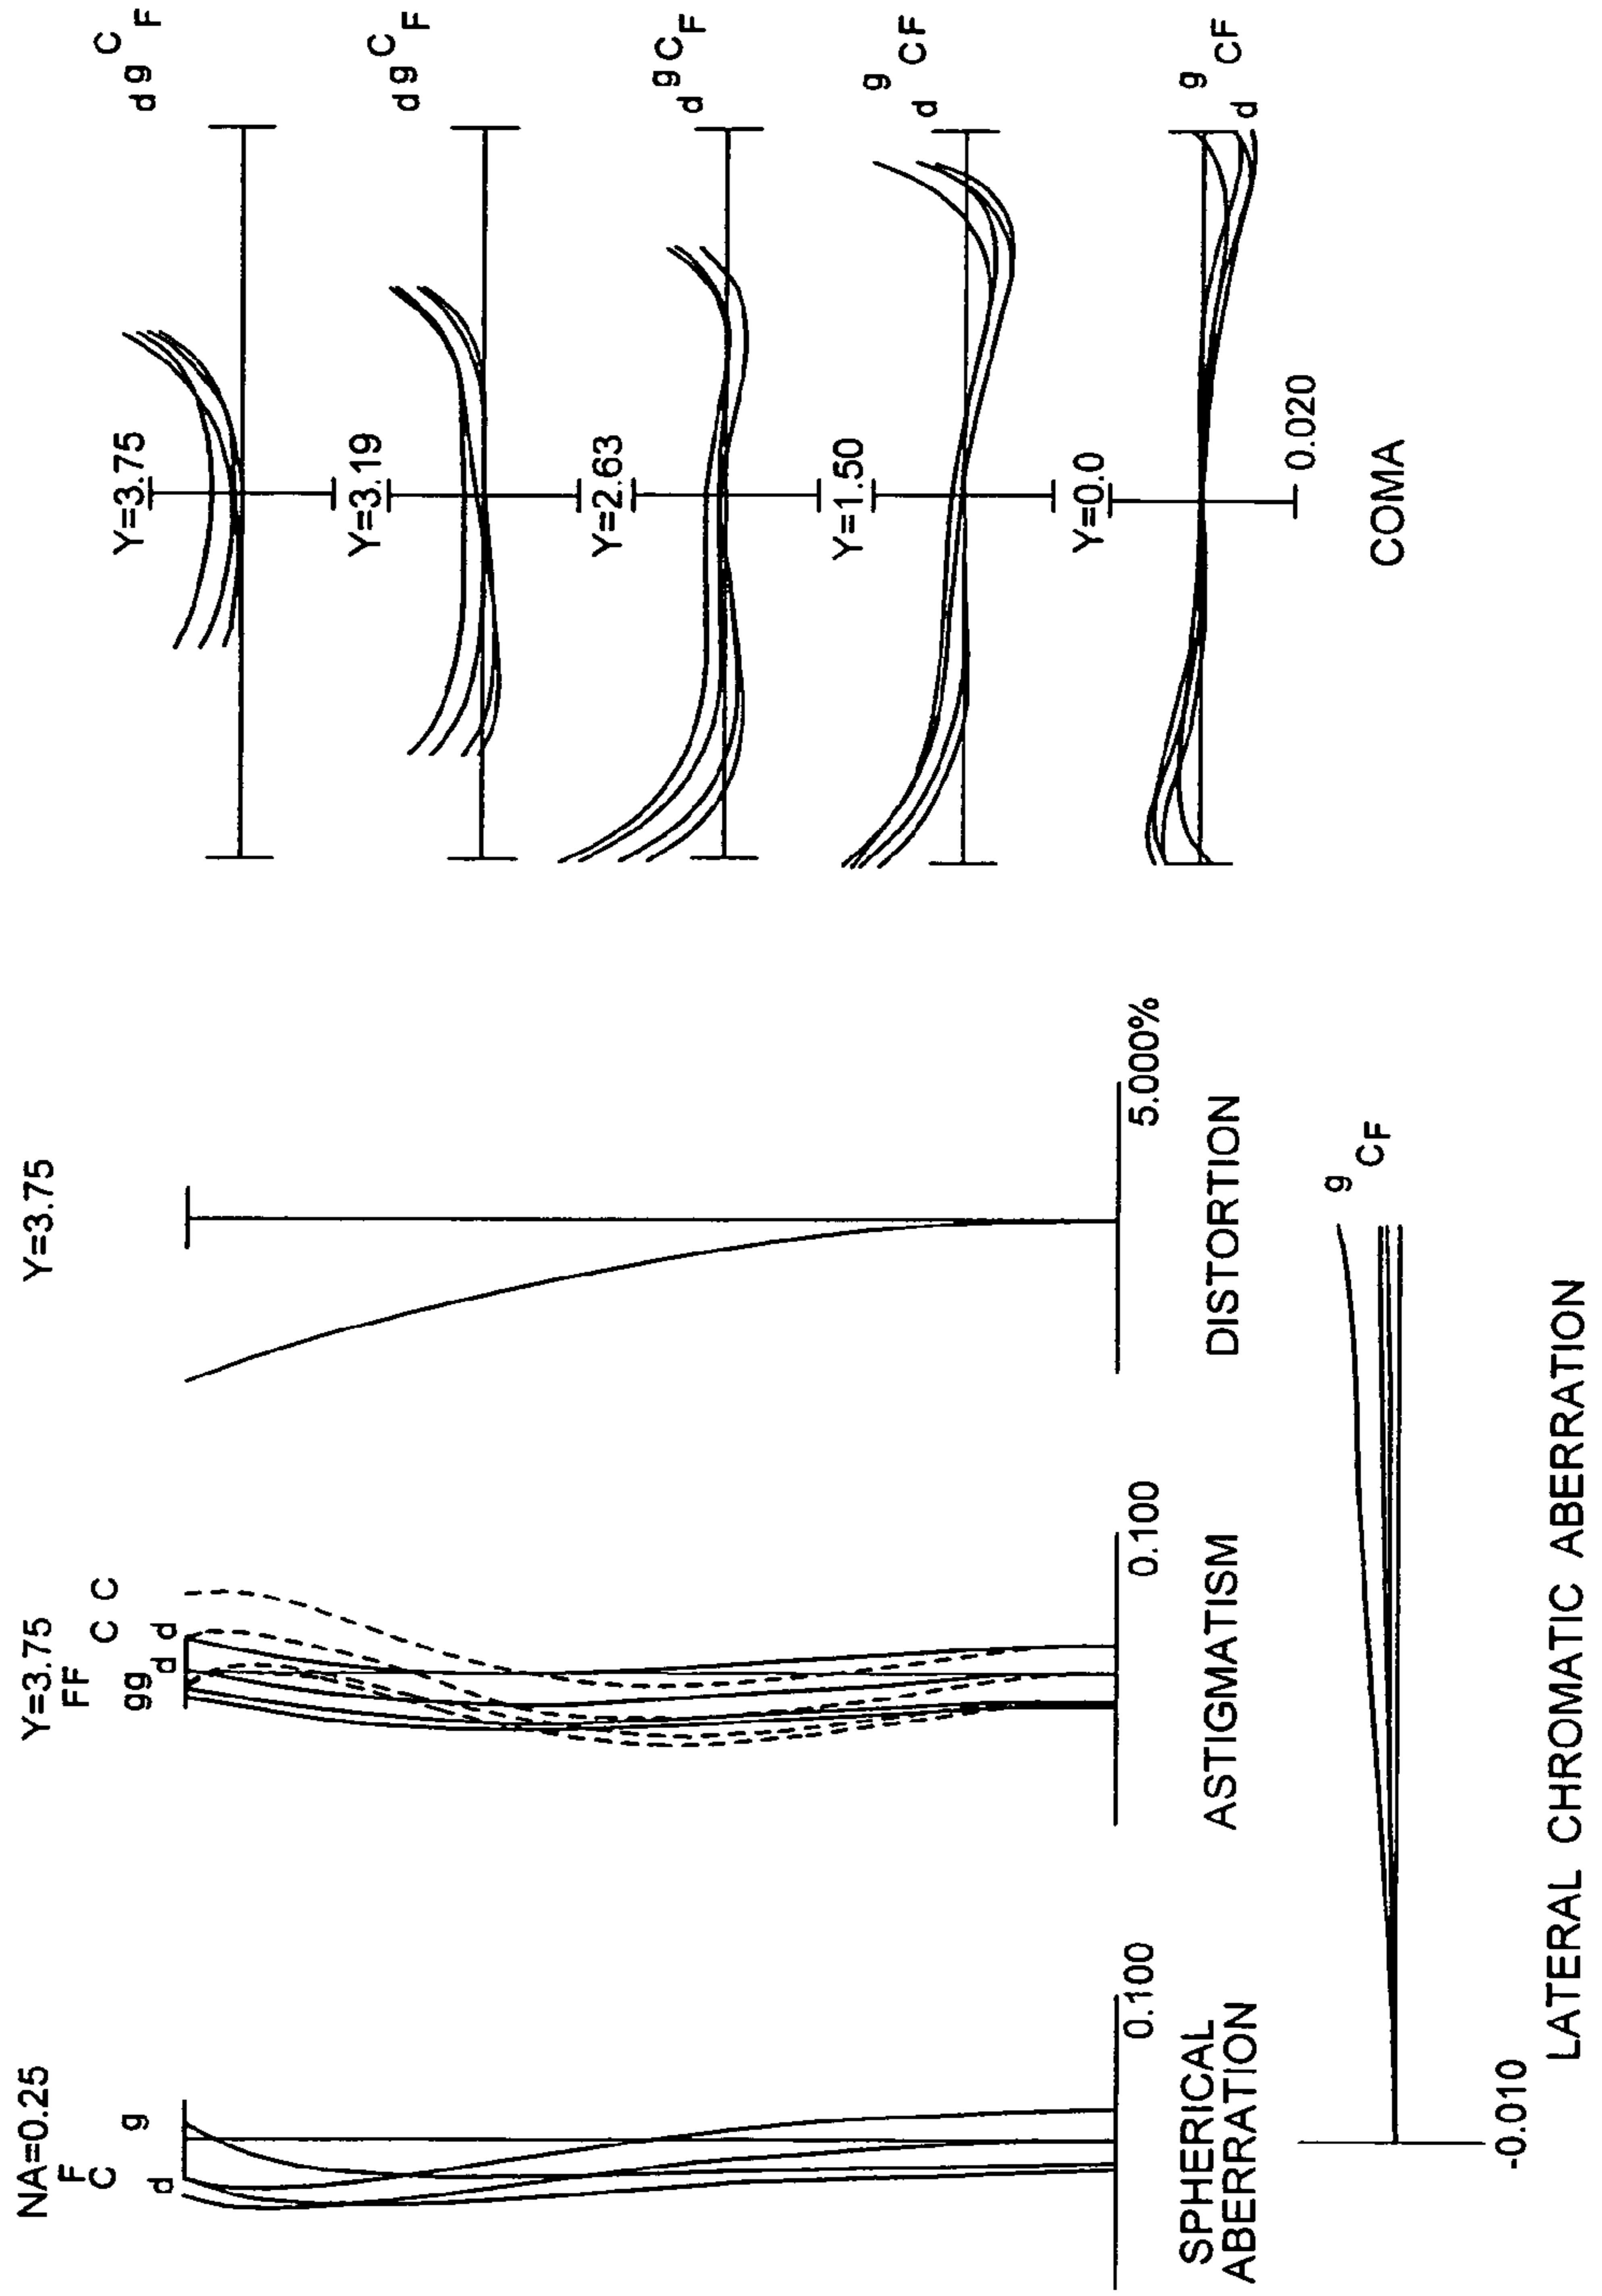 NA=0.25
F
C
d
g
0.100
SPHERICAL
ABERRATION
Y=3.75
FF
C C
gg
d
d
0.100
ASTIGMATISM
Y=3.75
5.000%
DISTORTION
Y=3.75
d g C F
Y=3.19
d g C F
Y=2.63
d g C F
Y=1.50
d g CF
Y=0.0
d g CF
0.020
COMA
-0.010
g
CF
LATERAL CHROMATIC ABERRATION